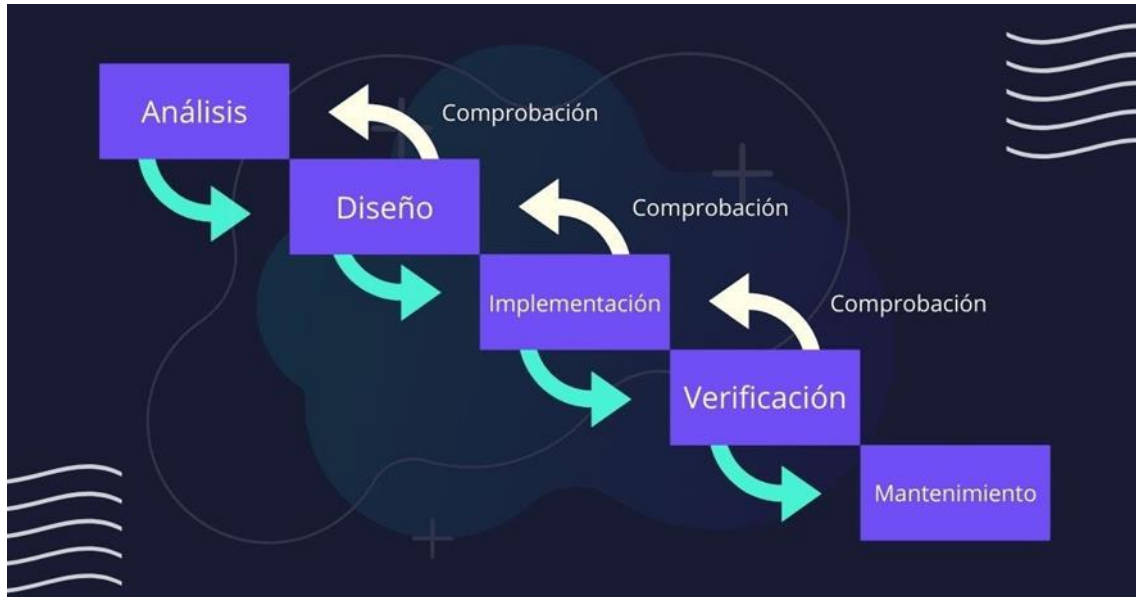 Análisis
Comprobación
Diseño
Comprobación
Implementación
Comprobación
Verificación
Mantenimiento